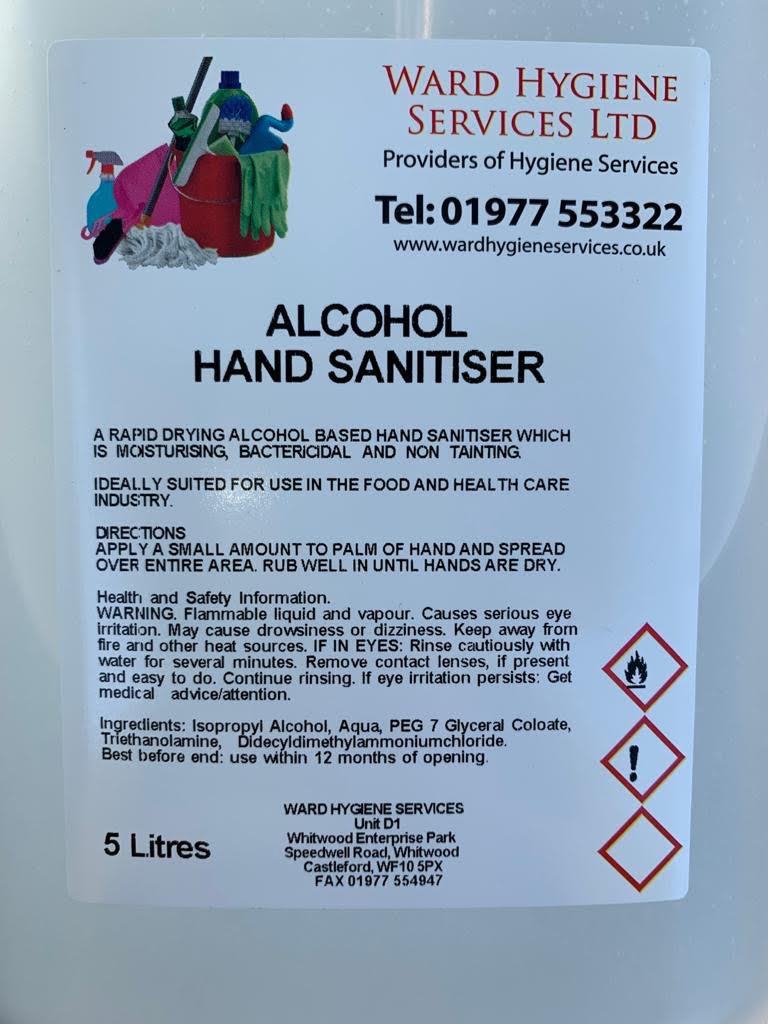 WARD HYGIENE
SERVICES LTD
Providers of Hygiene Services
Tel: 01977 553322
www.wardhygieneservices.co.uk
ALCOHOL
HAND SANITISER
A RAPID DRYING ALCOHOL BASED HAND SANITISER WHICH
IS MOISTURISING, BACTERICIDAL AND NON TAINTING.
IDEALLY SUITED FOR USE IN THE FOOD AND HEALTH CARE
INDUSTRY.
DIRECTIONS
APPLY A SMALL AMOUNT TO PALM OF HAND AND SPREAD
OVER ENTIRE AREA. RUB WELL IN UNTIL HANDS ARE DRY.
Health and Safety Information.
WARNING. Flammable liquid and vapour. Causes serious eye
irritation. May cause drowsiness or dizziness. Keep away from
fire and other heat sources. IF IN EYES: Rinse cautiously with
water for several minutes. Remove contact lenses, if present
and easy to do. Continue rinsing. If eye irritation persists: Get
medical advice/attention.
Ingredients: Isopropyl Alcohol, Aqua, PEG 7 Glyceral Coloate,
Triethanolamine, Didecyldimethylammoniumchloride.
Best before end: use within 12 months of opening.
5 Litres
WARD HYGIENE SERVICES
Unit D1
Whitwood Enterprise Park
Speedwell Road, Whitwood
Castleford, WF10 5PX
FAX 01977 554947